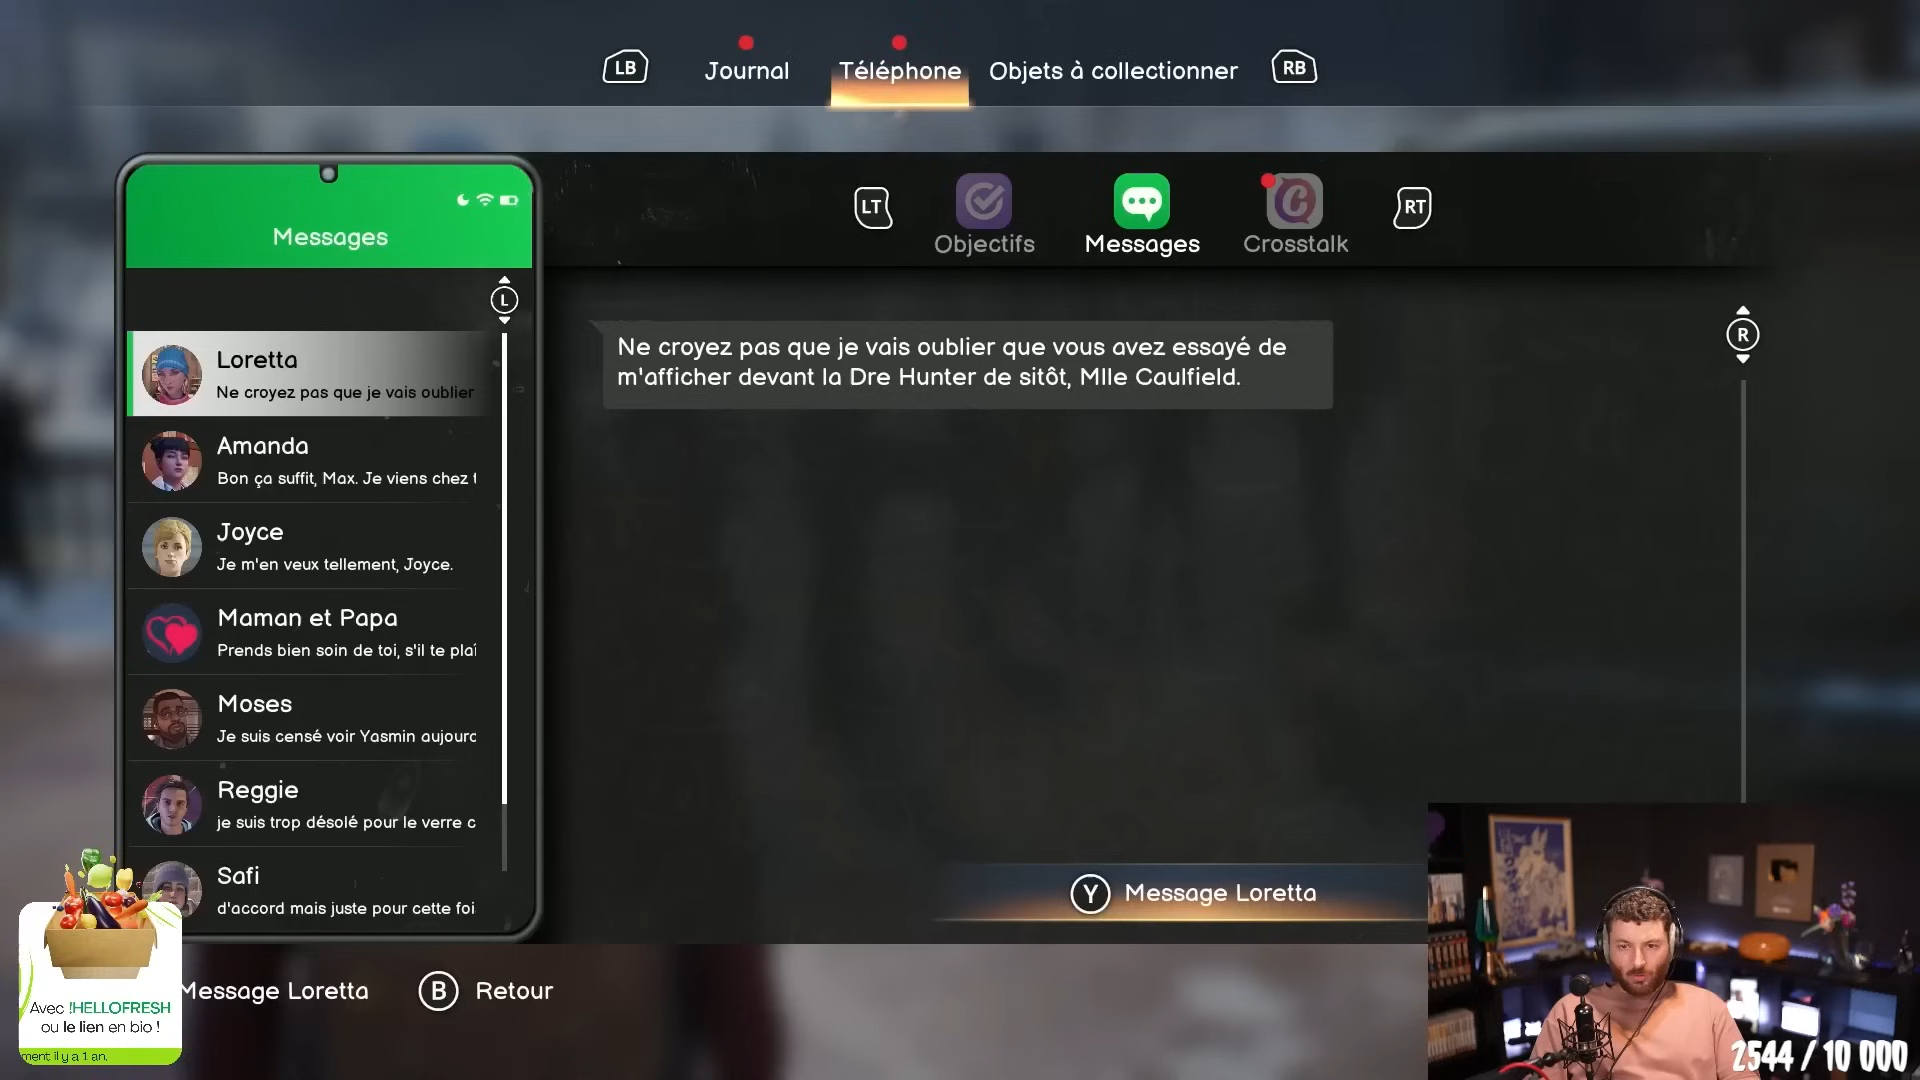 LB
Journal
Téléphone
Objets à collectionner
RB
Messages
LT
Objectifs
Messages
Crosstalk
RT
L
R
Loretta
Ne croyez pas que je vais oublier
Amanda
Bon ça suffit, Max. Je viens chez t
Joyce
Je m'en veux tellement, Joyce.
Maman et Papa
Prends bien soin de toi, s'il te plaî
Moses
Je suis censé voir Yasmin aujourd
Reggie
je suis trop désolé pour le verre c
Safi
d'accord mais juste pour cette foi
Ne croyez pas que je vais oublier que vous avez essayé de
m'afficher devant la Dre Hunter de sitôt, Mlle Caulfield.
Y Message Loretta
Message Loretta
B Retour
Avec !HELLOFRESH
ou le lien en bio !
ment il y a 1 an.
2544 / 10 000